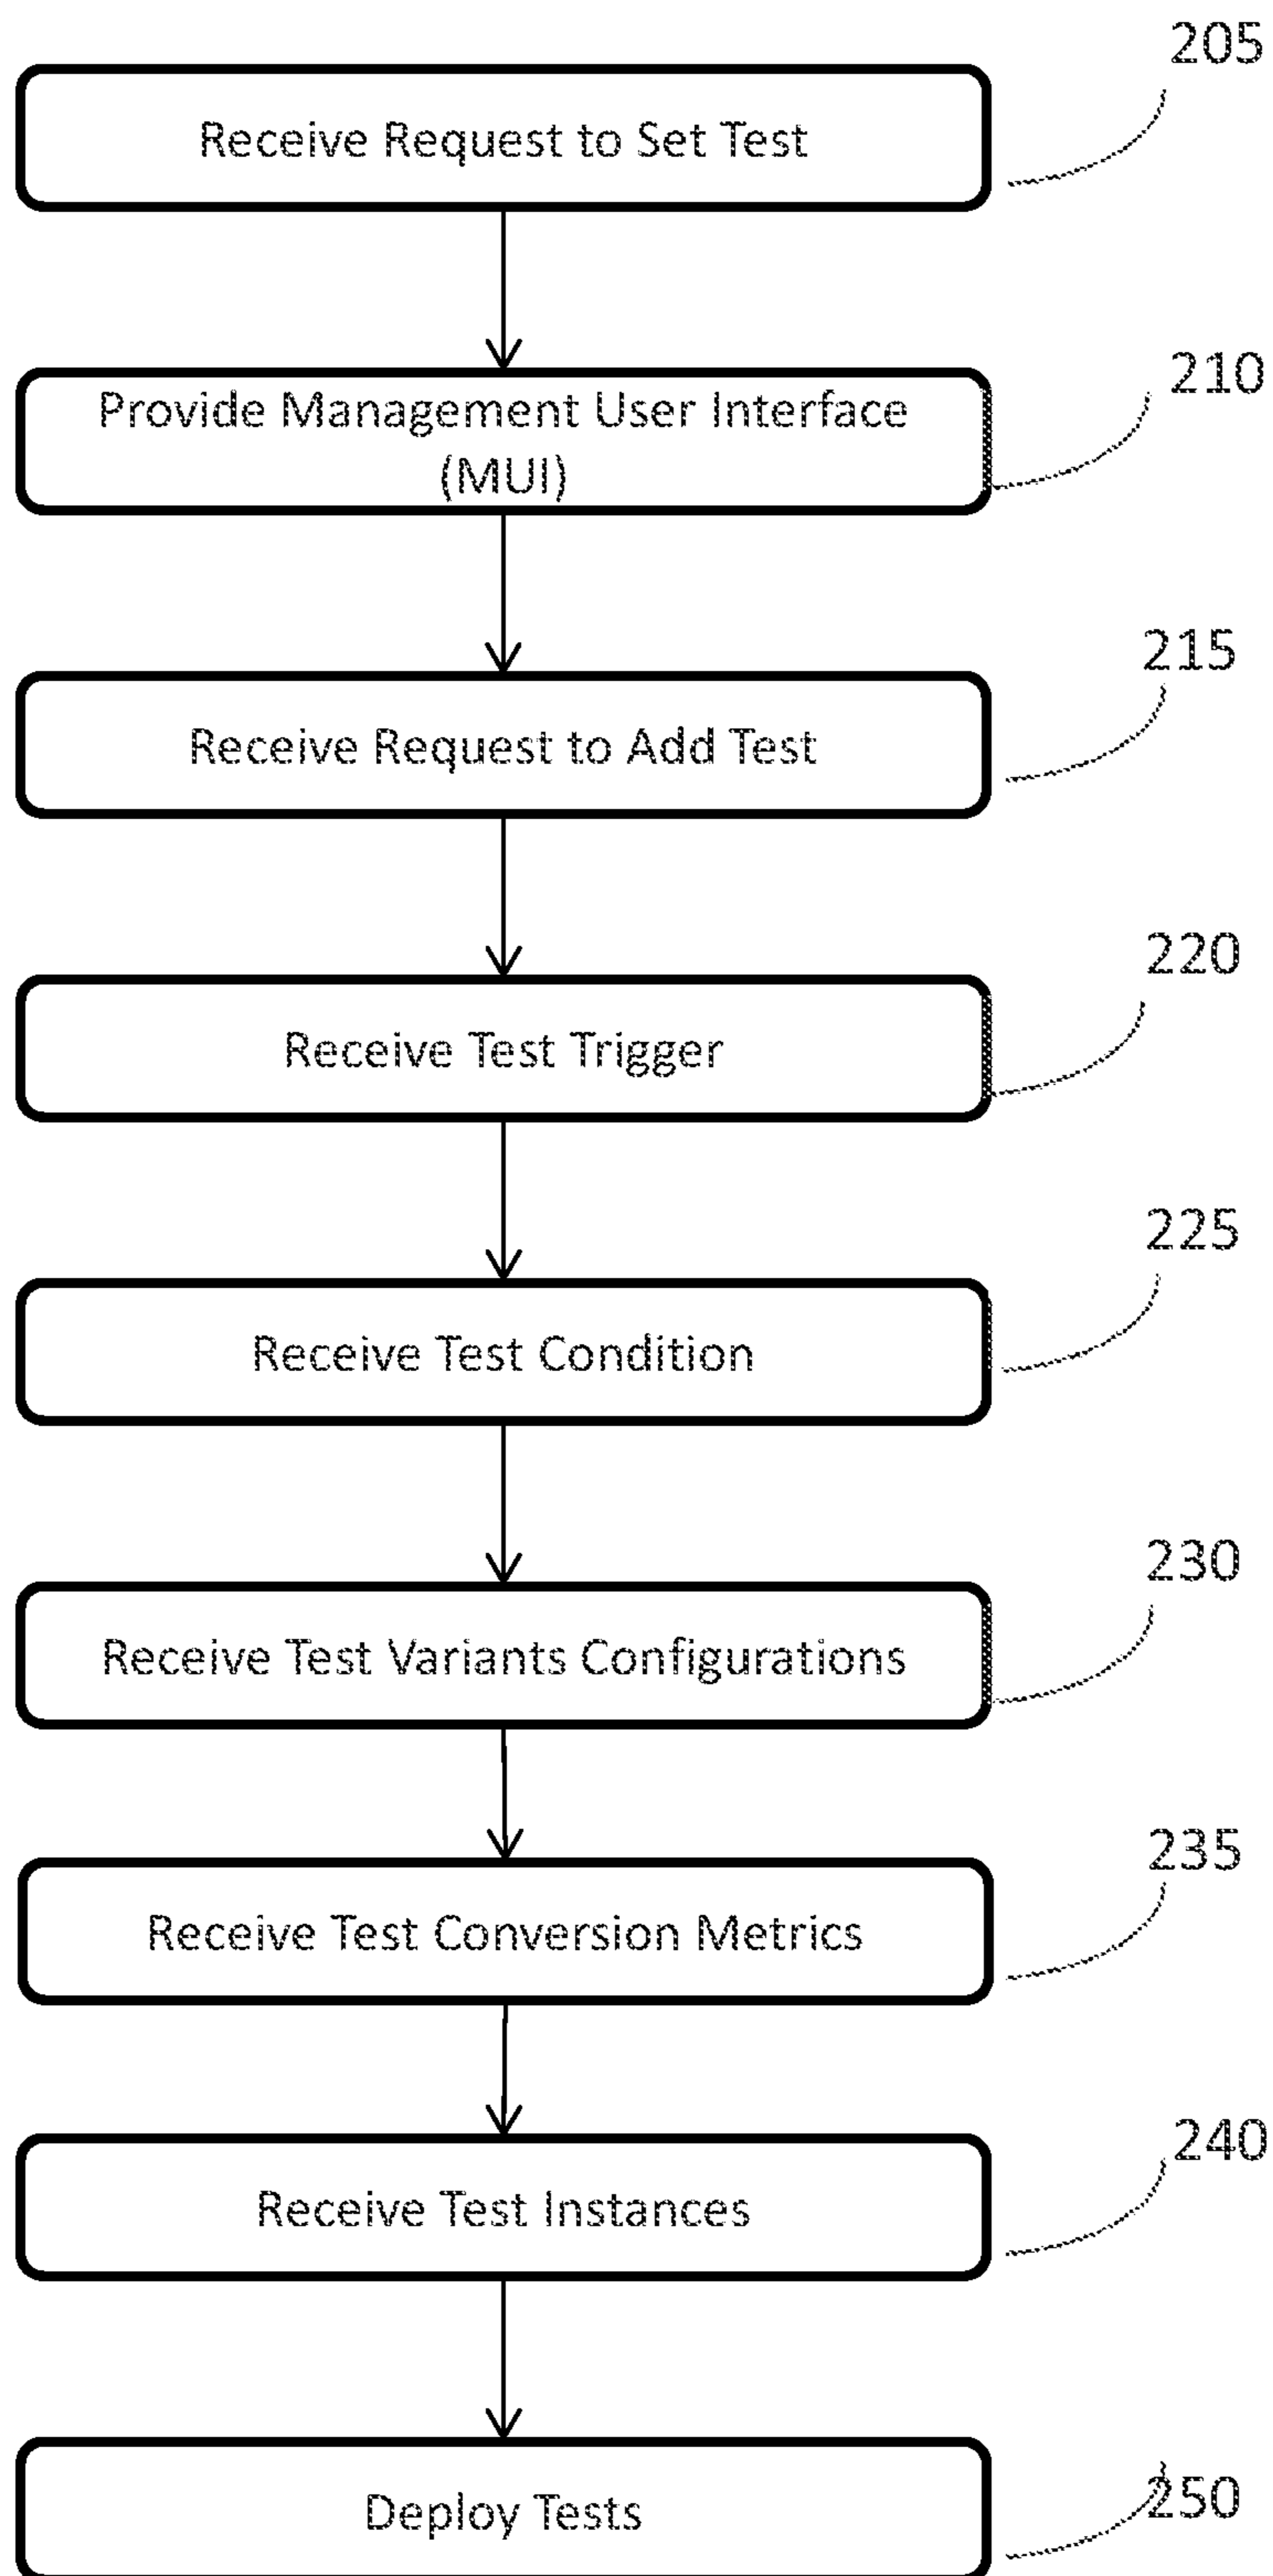 205
Receive Request to Set Test
210
Provide Management User Interface
(MUI)
215
Receive Request to Add Test
220
Receive Test Trigger
225
Receive Test Condition
230
Receive Test Variants Configurations
235
Receive Test Conversion Metrics
240
Receive Test Instances
250
Deploy Tests